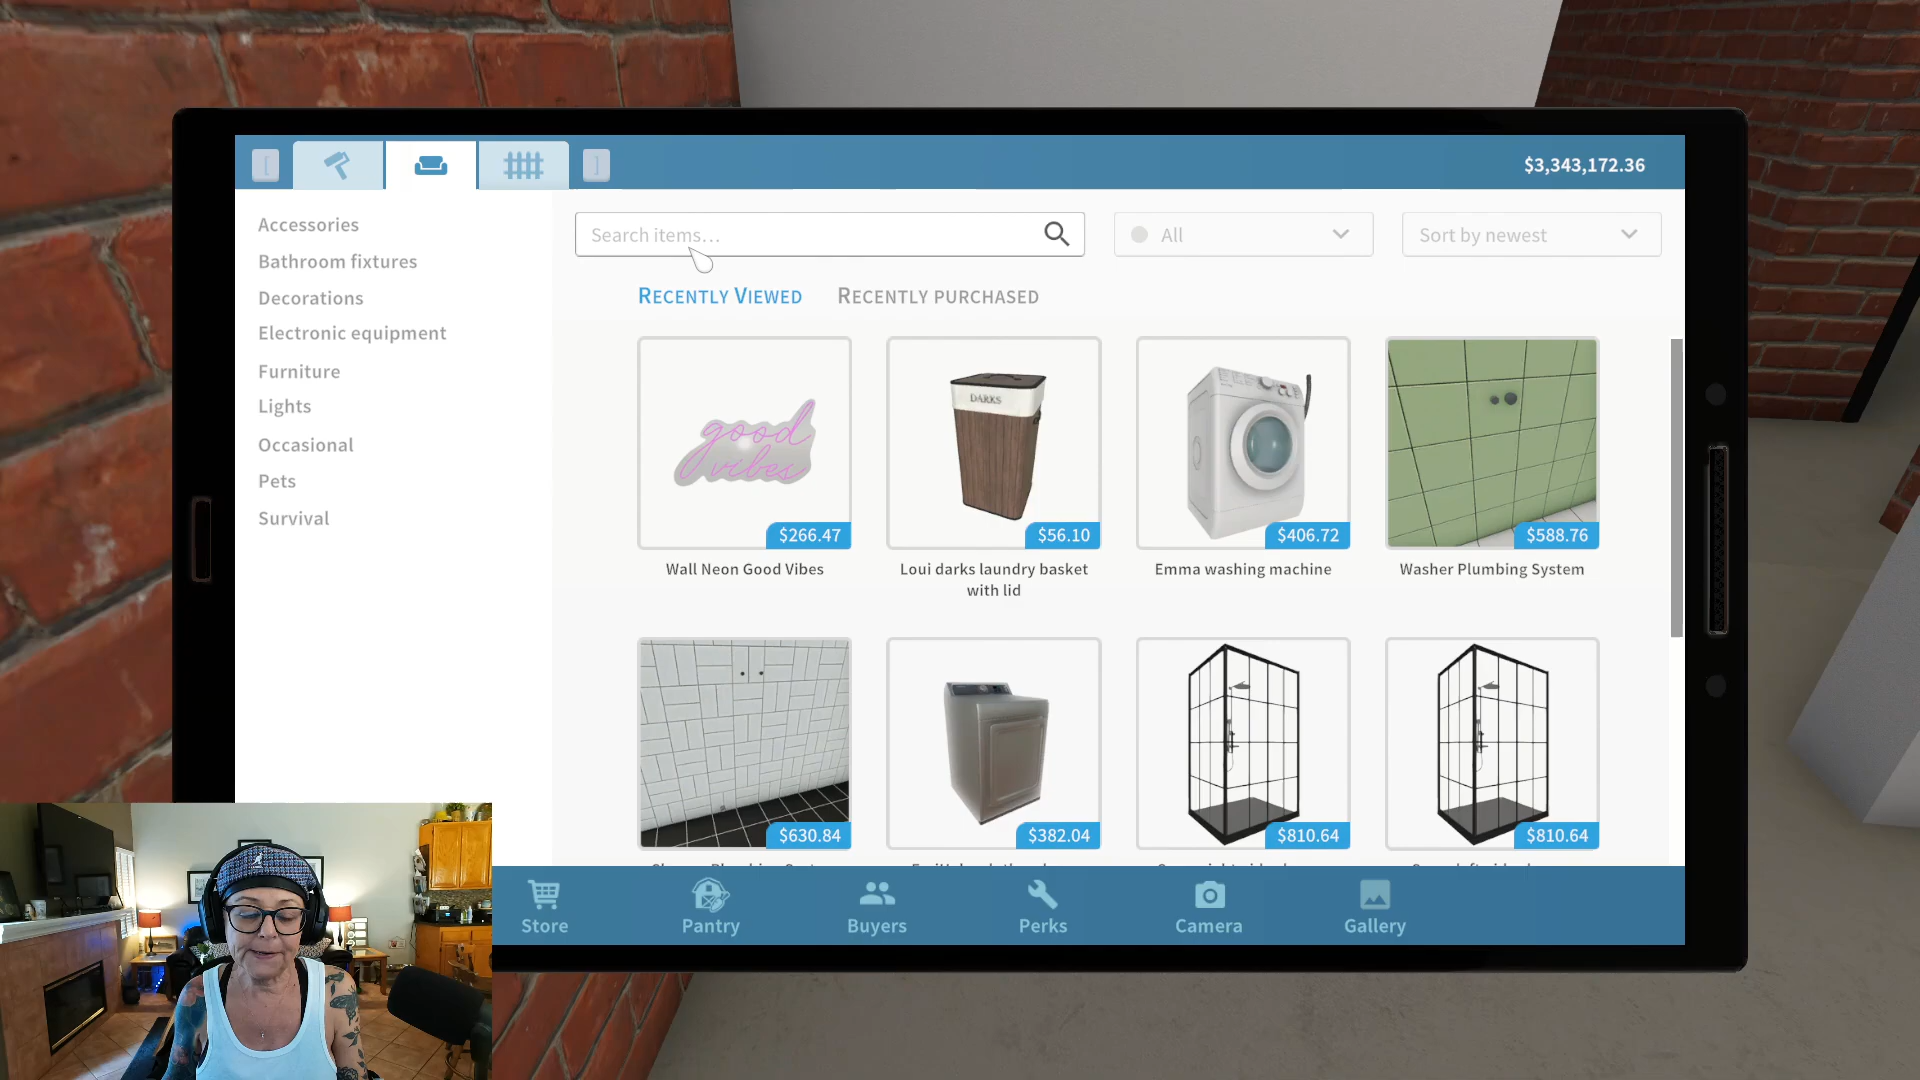 [
]
$3,343,172.36
Accessories
Bathroom fixtures
Decorations
Electronic equipment
Furniture
Lights
Occasional
Pets
Survival
Search items...
All
Sort by newest
RECENTLY VIEWED
RECENTLY PURCHASED
good
vibes
$266.47
Wall Neon Good Vibes
DARKS
$56.10
Loui darks laundry basket
with lid
$406.72
Emma washing machine
$588.76
Washer Plumbing System
$630.84
$382.04
$810.64
$810.64
Store
Pantry
Buyers
Perks
Camera
Gallery